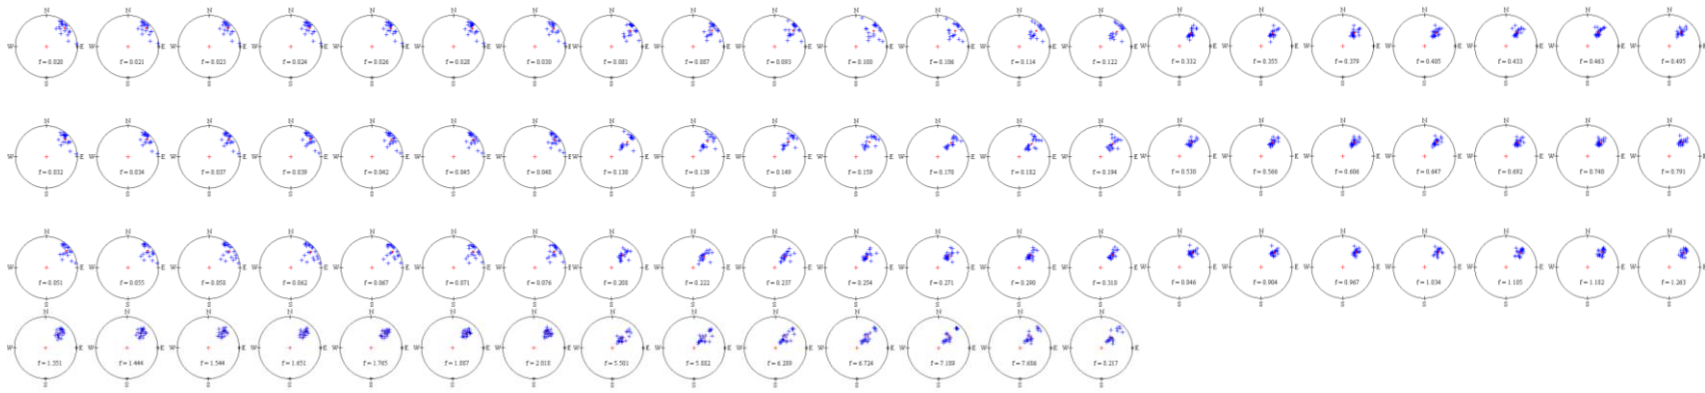 N N N N N N N N N N N N N N N N N N N N N
W E W E W E W E W E W E W E W E W E W E W E W E W E W E W E W E W E W E W E W E W E
f = 0.020 f = 0.021 f = 0.023 f = 0.024 f = 0.026 f = 0.028 f = 0.030 f = 0.081 f = 0.087 f = 0.093 f = 0.100 f = 0.106 f = 0.114 f = 0.122 f = 0.332 f = 0.355 f = 0.379 f = 0.405 f = 0.433 f = 0.463 f = 0.495
S S S S S S S S S S S S S S S S S S S S S
N N N N N N N N N N N N N N N N N N N N N
W E W E W E W E W E W E W E W E W E W E W E W E W E W E W E W E W E W E W E W E W E
f = 0.032 f = 0.034 f = 0.037 f = 0.039 f = 0.042 f = 0.045 f = 0.048 f = 0.130 f = 0.139 f = 0.149 f = 0.159 f = 0.170 f = 0.182 f = 0.194 f = 0.530 f = 0.566 f = 0.606 f = 0.647 f = 0.692 f = 0.740 f = 0.791
S S S S S S S S S S S S S S S S S S S S S
N N N N N N N N N N N N N N N N N N N N N
W E W E W E W E W E W E W E W E W E W E W E W E W E W E W E W E W E W E W E W E W E
f = 0.051 f = 0.055 f = 0.058 f = 0.062 f = 0.067 f = 0.071 f = 0.076 f = 0.208 f = 0.222 f = 0.237 f = 0.254 f = 0.271 f = 0.290 f = 0.310 f = 0.846 f = 0.904 f = 0.967 f = 1.034 f = 1.105 f = 1.182 f = 1.263
S S S S S S S S S S S S S S S S S S S S S
N N N N N N N N N N N N N N
W E W E W E W E W E W E W E W E W E W E W E W E W E W E
f = 1.351 f = 1.444 f = 1.544 f = 1.651 f = 1.765 f = 1.887 f = 2.018 f = 5.501 f = 5.882 f = 6.289 f = 6.724 f = 7.189 f = 7.686 f = 8.217
S S S S S S S S S S S S S S